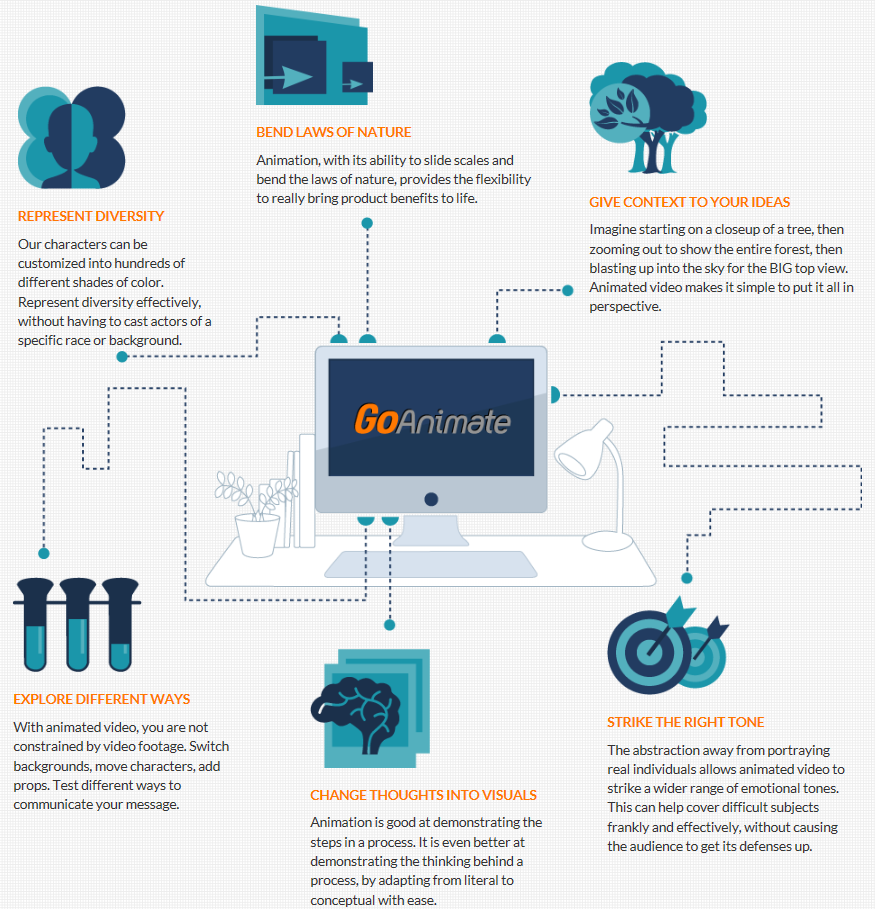 BEND LAWS OF NATURE
Animation, with its ability to slide scales and
bend the laws of nature, provides the flexibility
to really bring product benefits to life.
GIVE CONTEXT TO YOUR IDEAS
Imagine starting on a closeup of a tree, then
zooming out to show the entire forest, then
blasting up into the sky for the BIG top view.
Animated video makes it simple to put it all in
perspective.
REPRESENT DIVERSITY
Our characters can be
customized into hundreds of
different shades of color.
Represent diversity effectively,
without having to cast actors of a
specific race or background.
GoAnimate
EXPLORE DIFFERENT WAYS
With animated video, you are not
constrained by video footage. Switch
backgrounds, move characters, add
props. Test different ways to
communicate your message.
CHANGE THOUGHTS INTO VISUALS
Animation is good at demonstrating the
steps in a process. It is even better at
demonstrating the thinking behind a
process, by adapting from literal to
conceptual with ease.
STRIKE THE RIGHT TONE
The abstraction away from portraying
real individuals allows animated video to
strike a wider range of emotional tones.
This can help cover difficult subjects
frankly and effectively, without causing
the audience to get its defenses up.